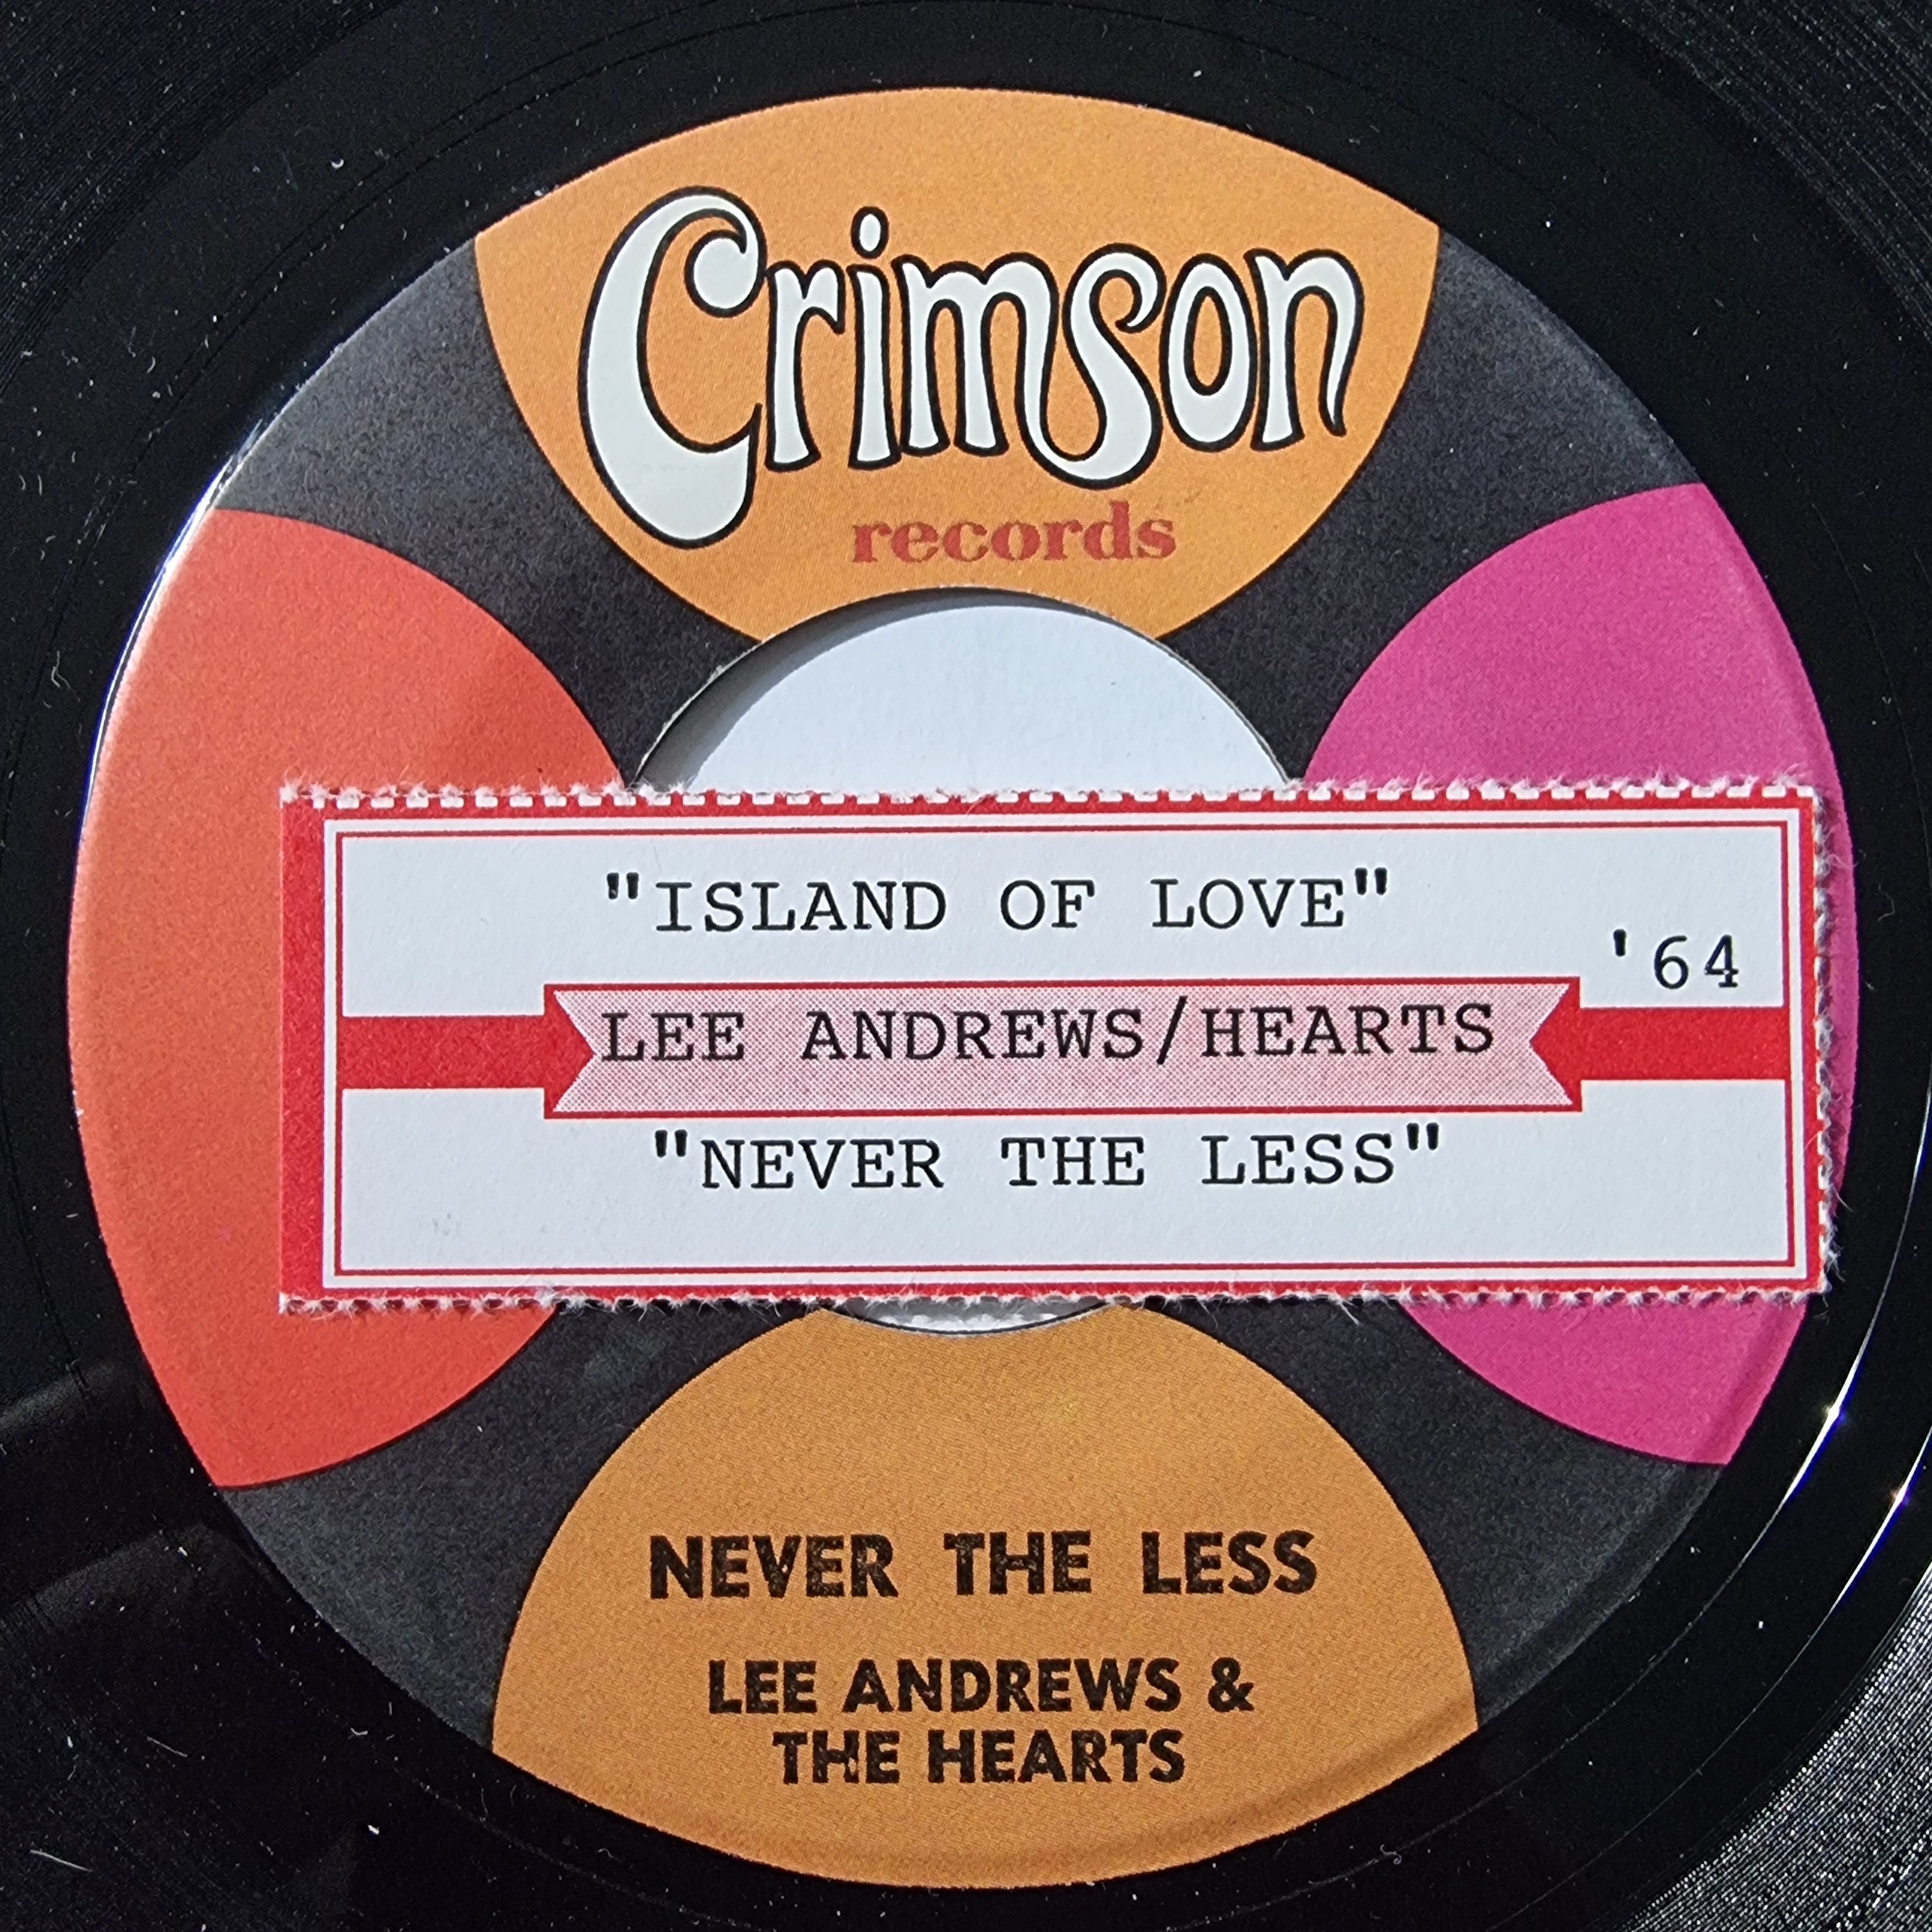 Crimson
records
"ISLAND OF LOVE"
'64
LEE ANDREWS/HEARTS
"NEVER THE LESS"
NEVER THE LESS
LEE ANDREWS &
THE HEARTS